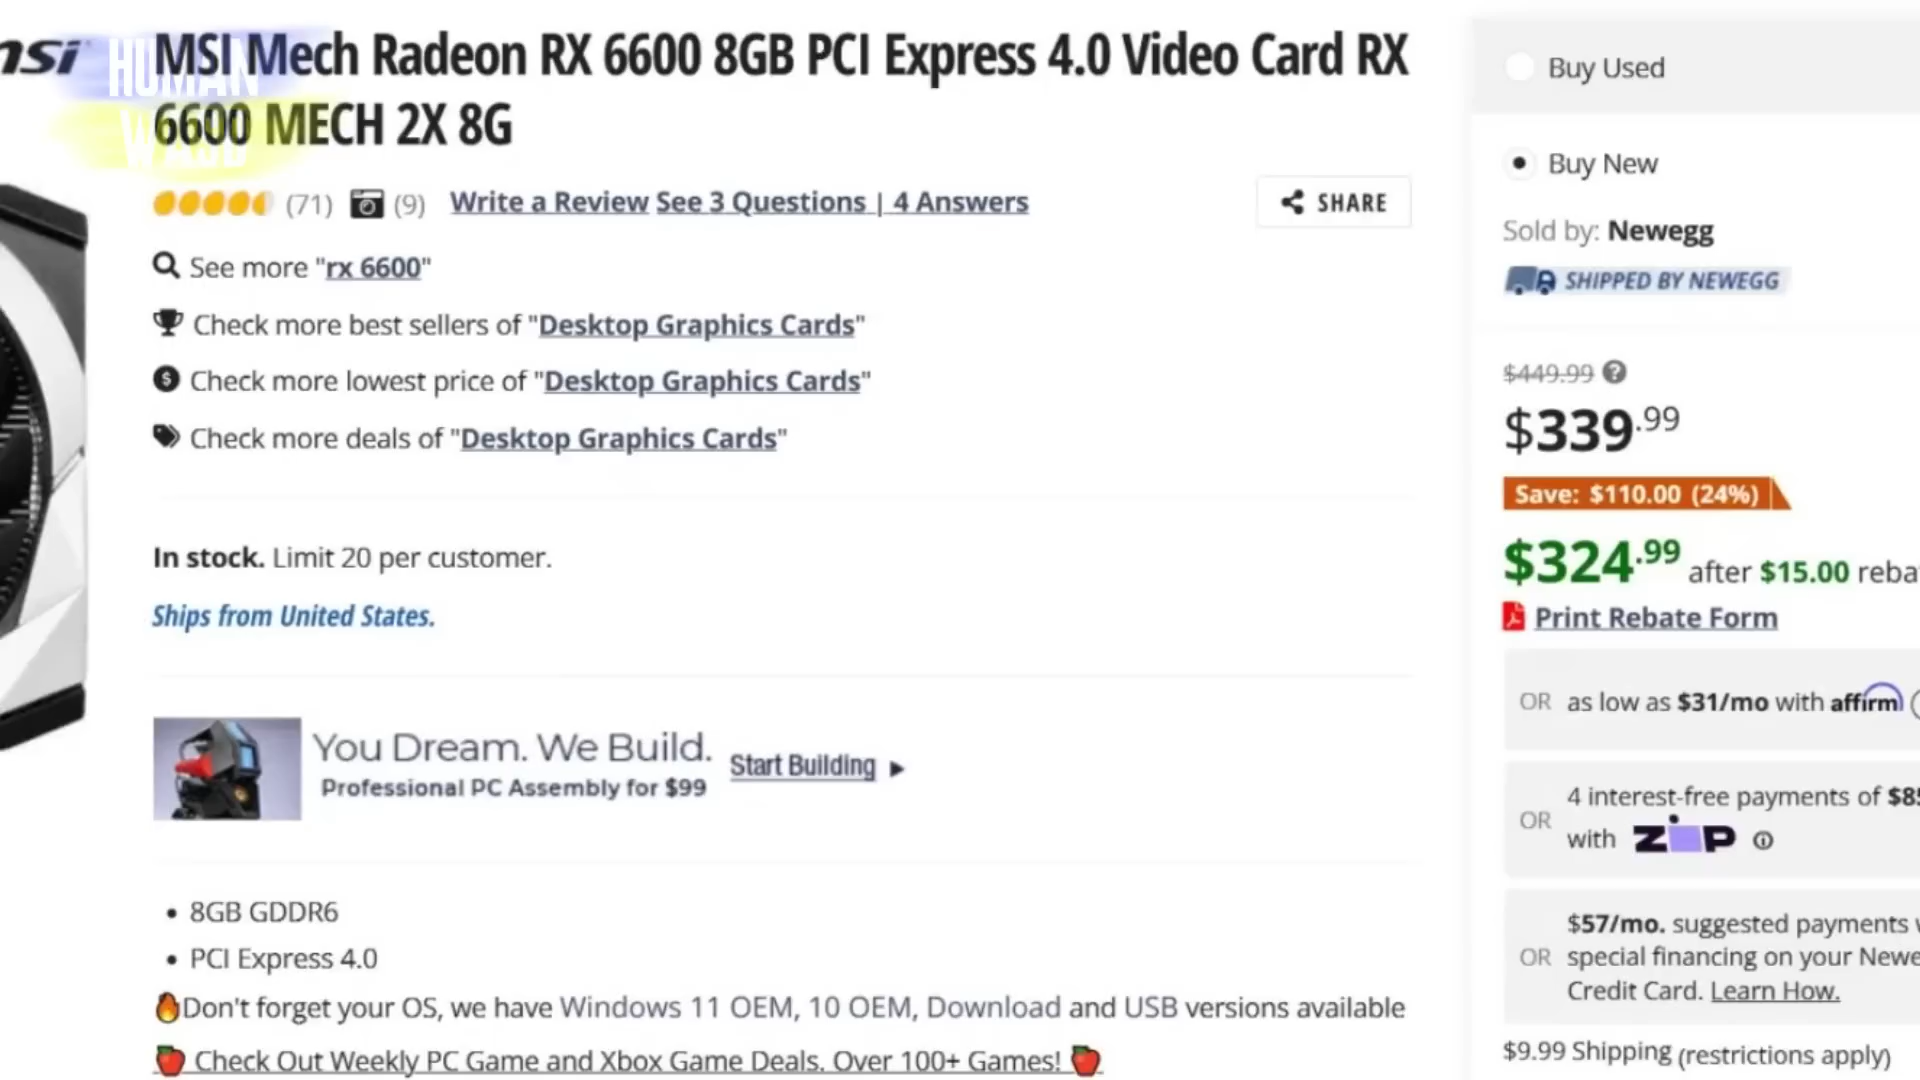 msi
HUMAN
WASD
MSI Mech Radeon RX 6600 8GB PCI Express 4.0 Video Card RX
6600 MECH 2X 8G
(71) (9) Write a Review See 3 Questions | 4 Answers
SHARE
See more "rx 6600"
Check more best sellers of "Desktop Graphics Cards"
Check more lowest price of "Desktop Graphics Cards"
Check more deals of "Desktop Graphics Cards"
In stock. Limit 20 per customer.
Ships from United States.
You Dream. We Build.
Professional PC Assembly for $99
Start Building
• 8GB GDDR6
• PCI Express 4.0
Don't forget your OS, we have Windows 11 OEM, 10 OEM, Download and USB versions available
Check Out Weekly PC Game and Xbox Game Deals. Over 100+ Games!
Buy Used
Buy New
Sold by: Newegg
SHIPPED BY NEWEGG
$449.99
$339.99
Save: $110.00 (24%)
$324.99 after $15.00 reba
Print Rebate Form
OR as low as $31/mo with affirm
OR 4 interest-free payments of $8
with ZIP
OR $57/mo. suggested payments
special financing on your Newe
Credit Card. Learn How.
$9.99 Shipping (restrictions apply)